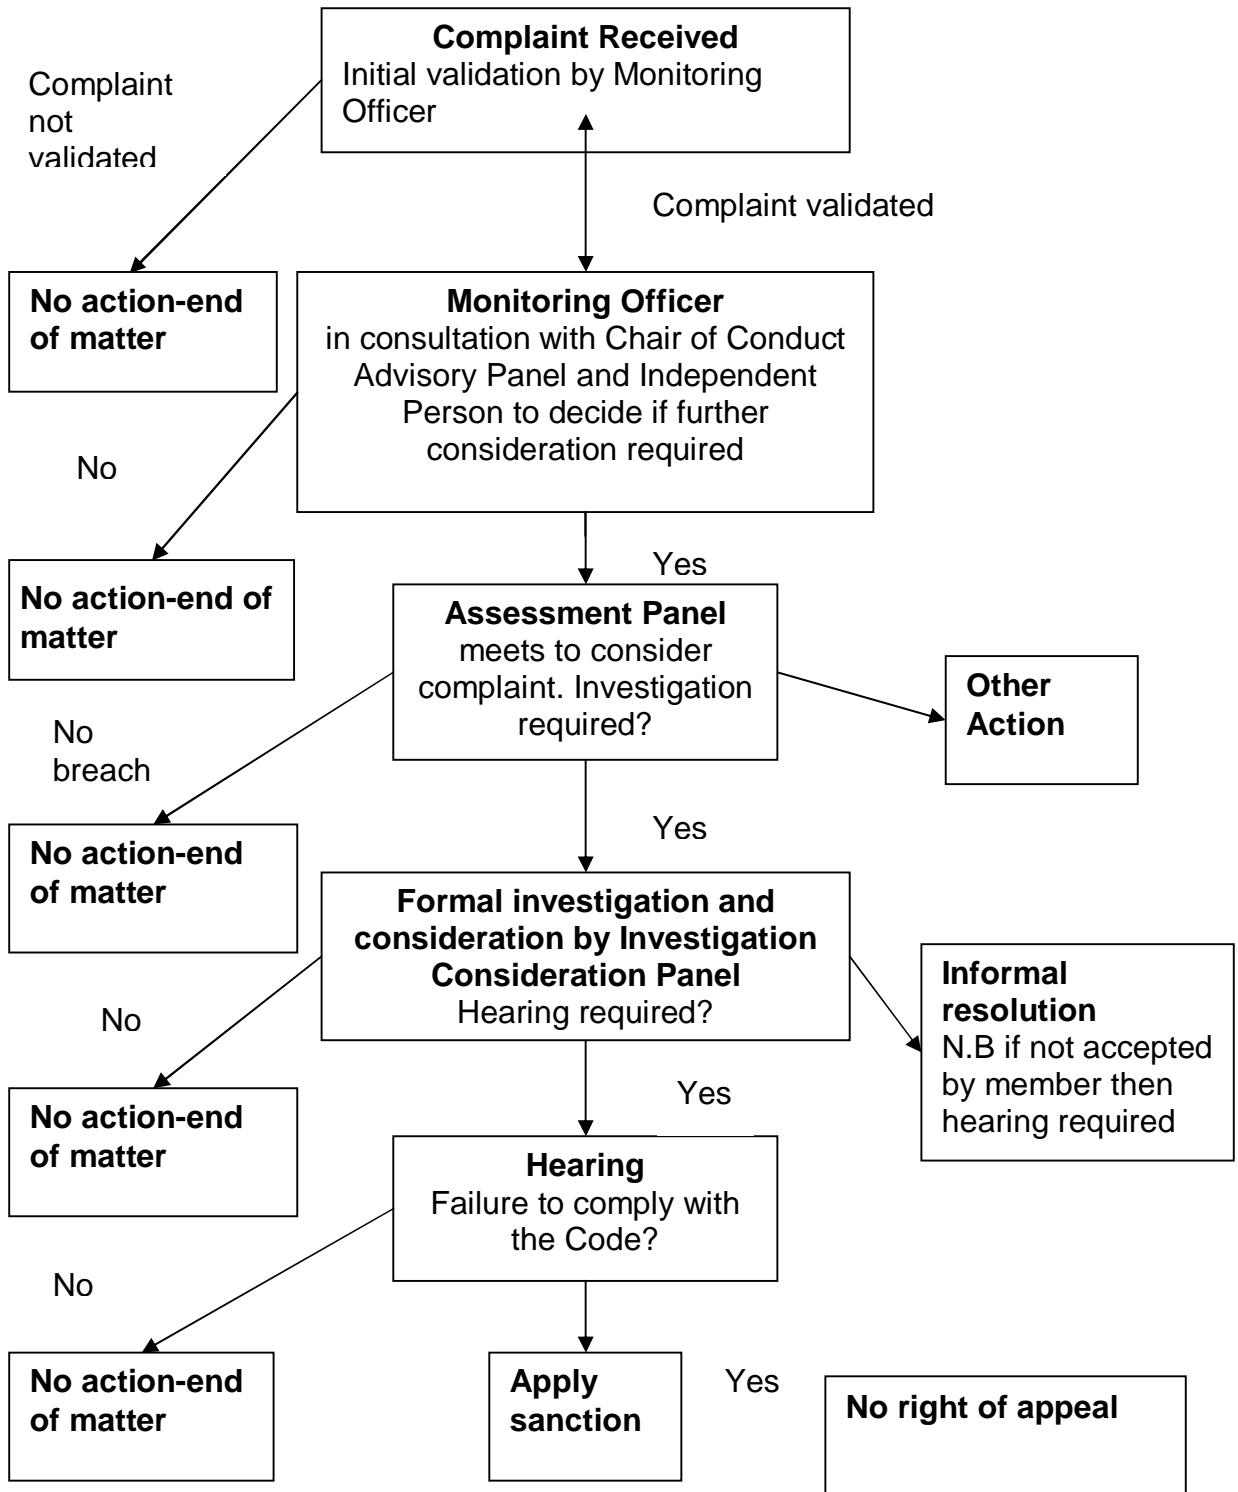 Complaint Received
Initial validation by Monitoring
Officer
Complaint
not
validated
Complaint validated
No action-end
of matter
Monitoring Officer
in consultation with Chair of Conduct
Advisory Panel and Independent
Person to decide if further
consideration required
No
Yes
No action-end of
matter
Assessment Panel
meets to consider
complaint. Investigation
required?
Other
Action
No
breach
Yes
No action-end
of matter
Formal investigation and
consideration by Investigation
Consideration Panel
Hearing required?
Informal
resolution
N.B if not accepted
by member then
hearing required
No
Yes
No action-end
of matter
Hearing
Failure to comply with
the Code?
No
No action-end
of matter
Apply
sanction
Yes
No right of appeal